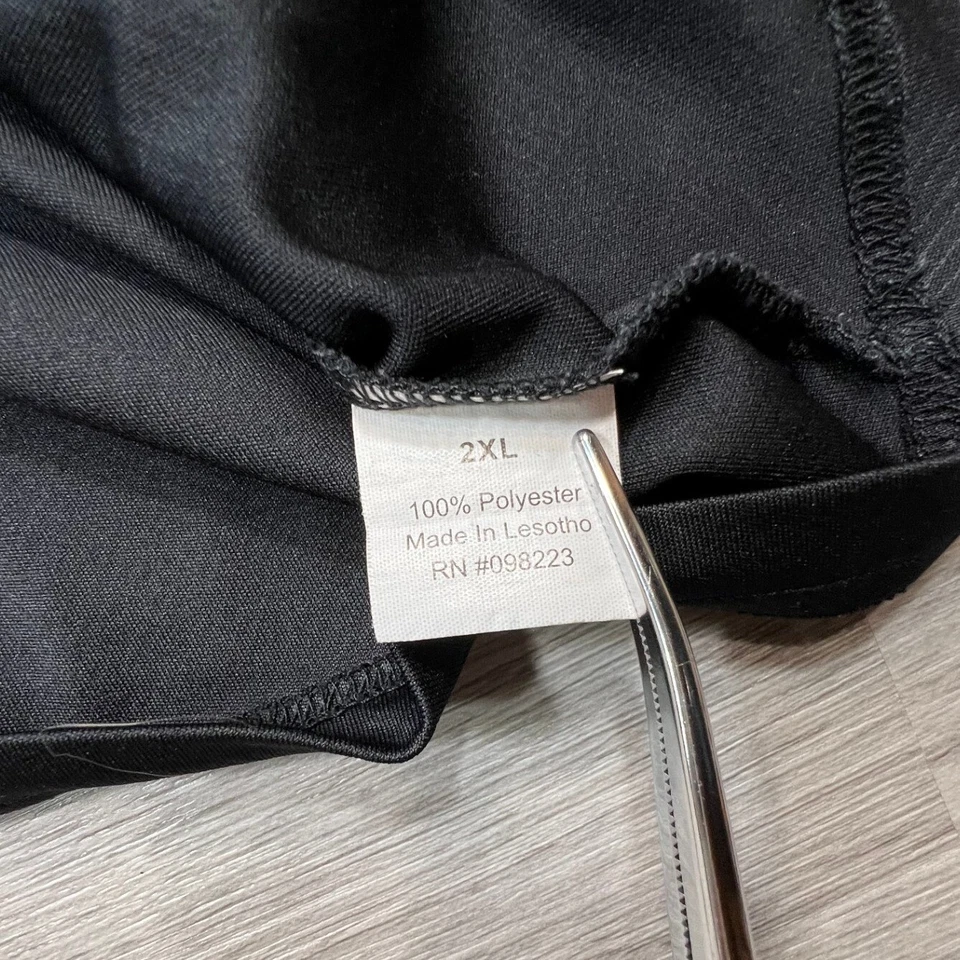 2XL
100% Polyester
Made In Lesotho
RN #098223